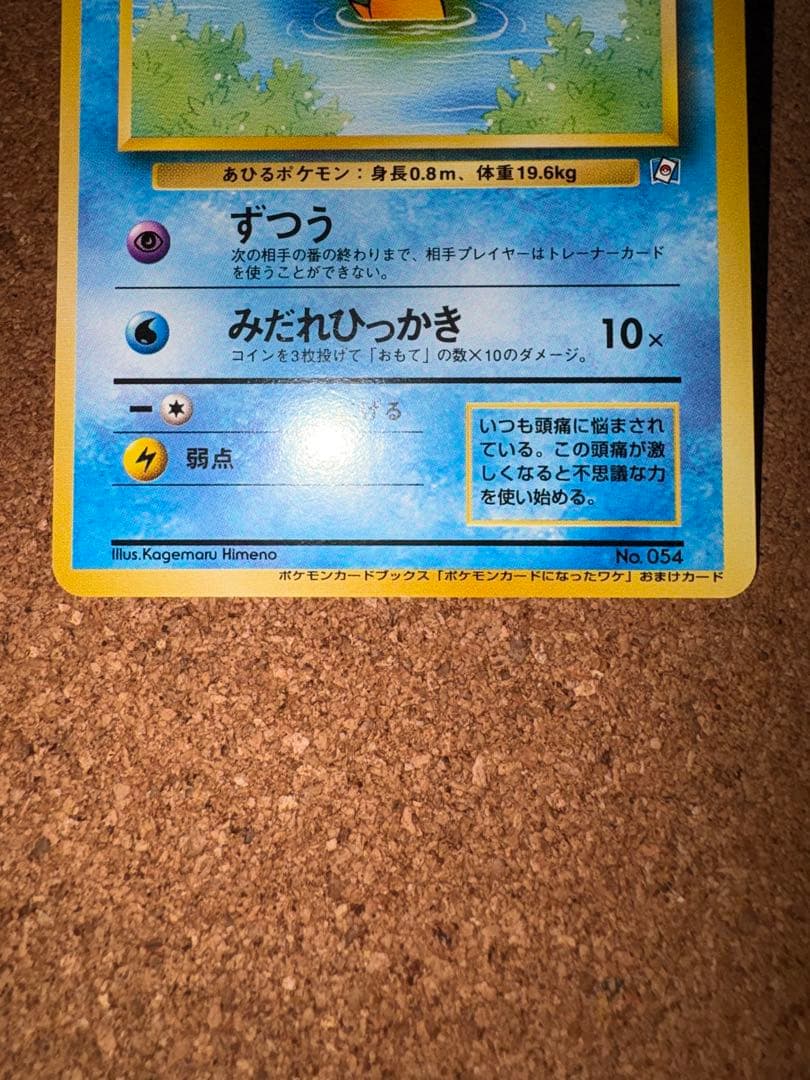 あひるポケモン：身長0.8m、体重19.6kg
ずつう
次の相手の番の終わりまで、相手プレイヤーはトレーナーカード
を使うことができない。
みだれひっかき 10×
コインを3枚投げて「おもて」の数×10のダメージ。
ー ける
弱点
いつも頭痛に悩まされ
ている。この頭痛が激
しくなると不思議な力
を使い始める。
Illus.Kagemaru Himeno
No. 054
ポケモンカードブックス「ポケモンカードになったワケ」おまけカード